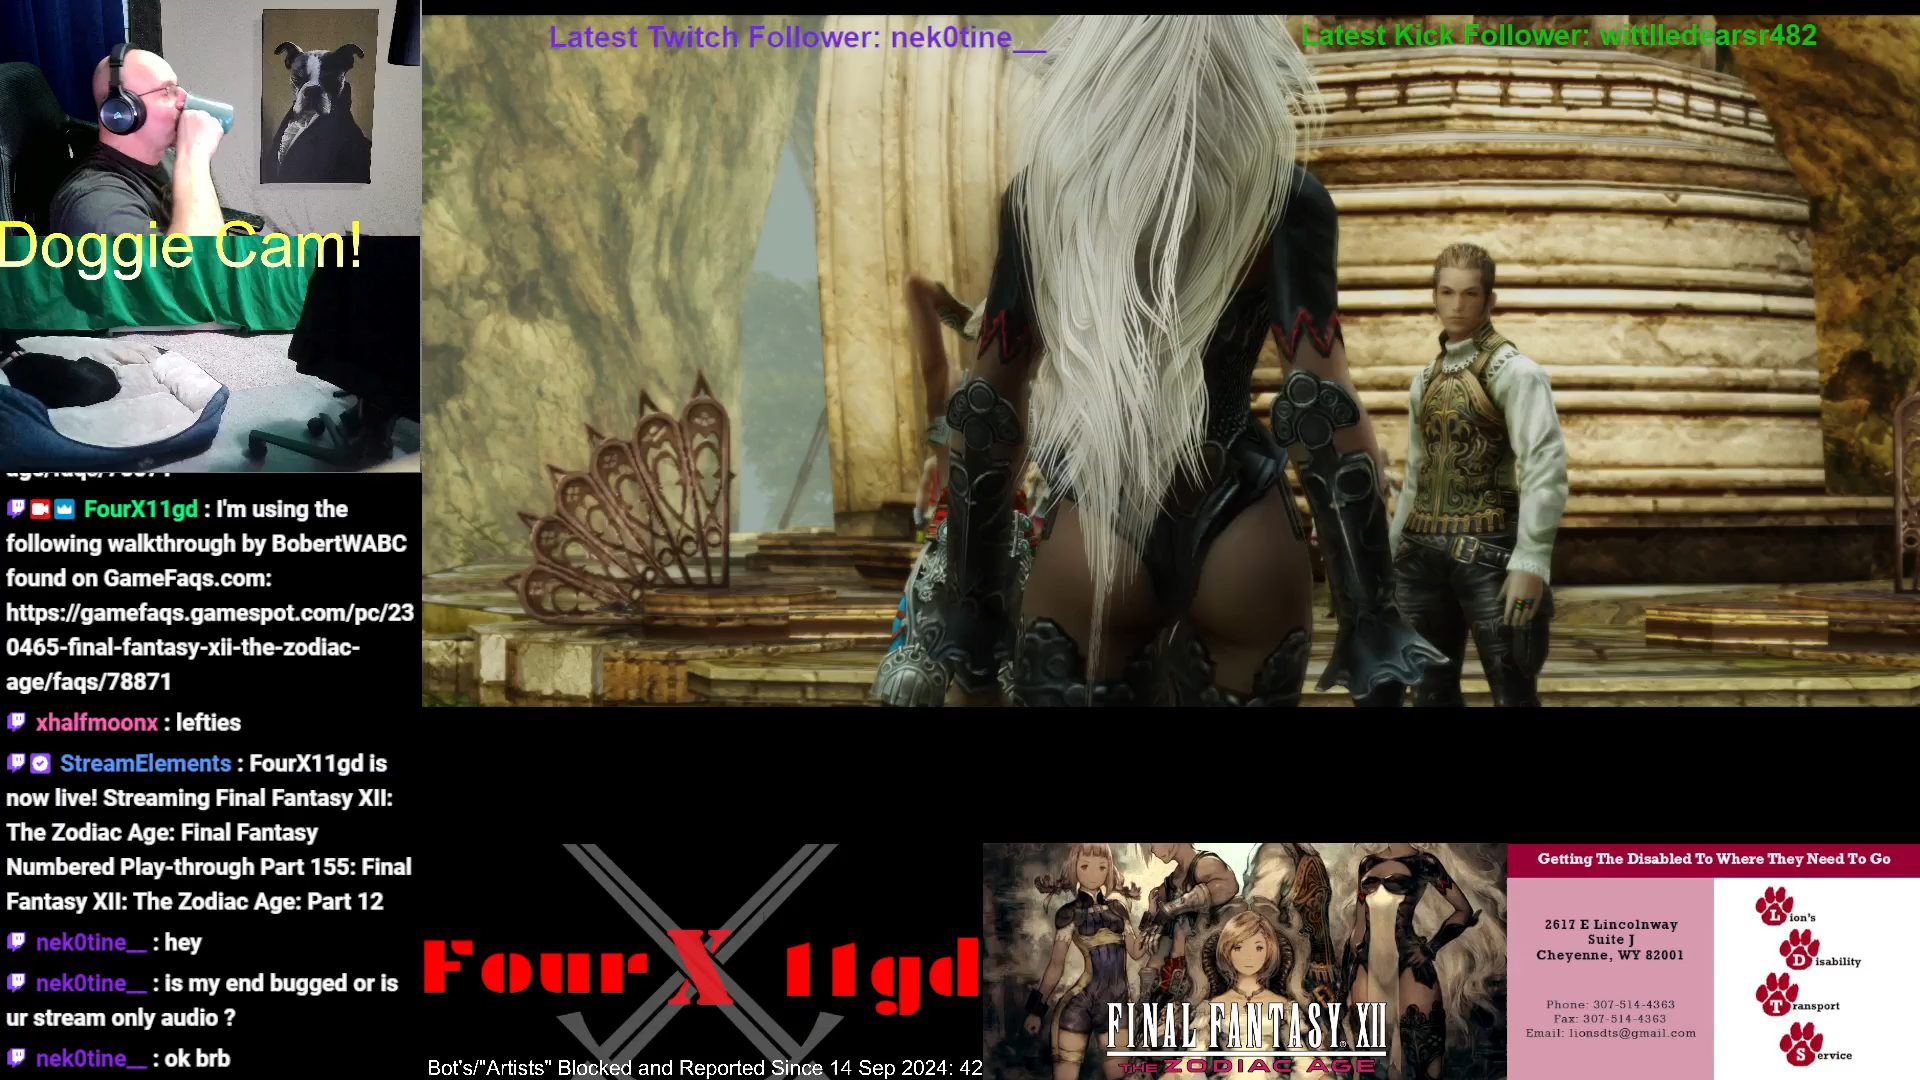 Latest Twitch Follower: nek0tine__
Latest Kick Follower: wittlledearsr482
Doggie Cam!
FourX11gd : I'm using the
following walkthrough by BobertWABC
found on GameFaqs.com:
https://gamefaqs.gamespot.com/pc/23
0465-final-fantasy-xii-the-zodiac-
age/faqs/78871
xhalfmoonx : lefties
StreamElements : FourX11gd is
now live! Streaming Final Fantasy XII:
The Zodiac Age: Final Fantasy
Numbered Play-through Part 155: Final
Fantasy XII: The Zodiac Age: Part 12
nek0tine__ : hey
nek0tine__ : is my end bugged or is
ur stream only audio ?
nek0tine__ : ok brb
FourX11gd
Bot's/"Artists" Blocked and Reported Since 14 Sep 2024: 42
FINAL FANTASY XII
THE ZODIAC AGE
Getting The Disabled To Where They Need To Go
2617 E Lincolnway
Suite J
Cheyenne, WY 82001
Phone: 307-514-4363
Fax: 307-514-4363
Email: lionsdts@gmail.com
Lion's
Disability
Transport
Service